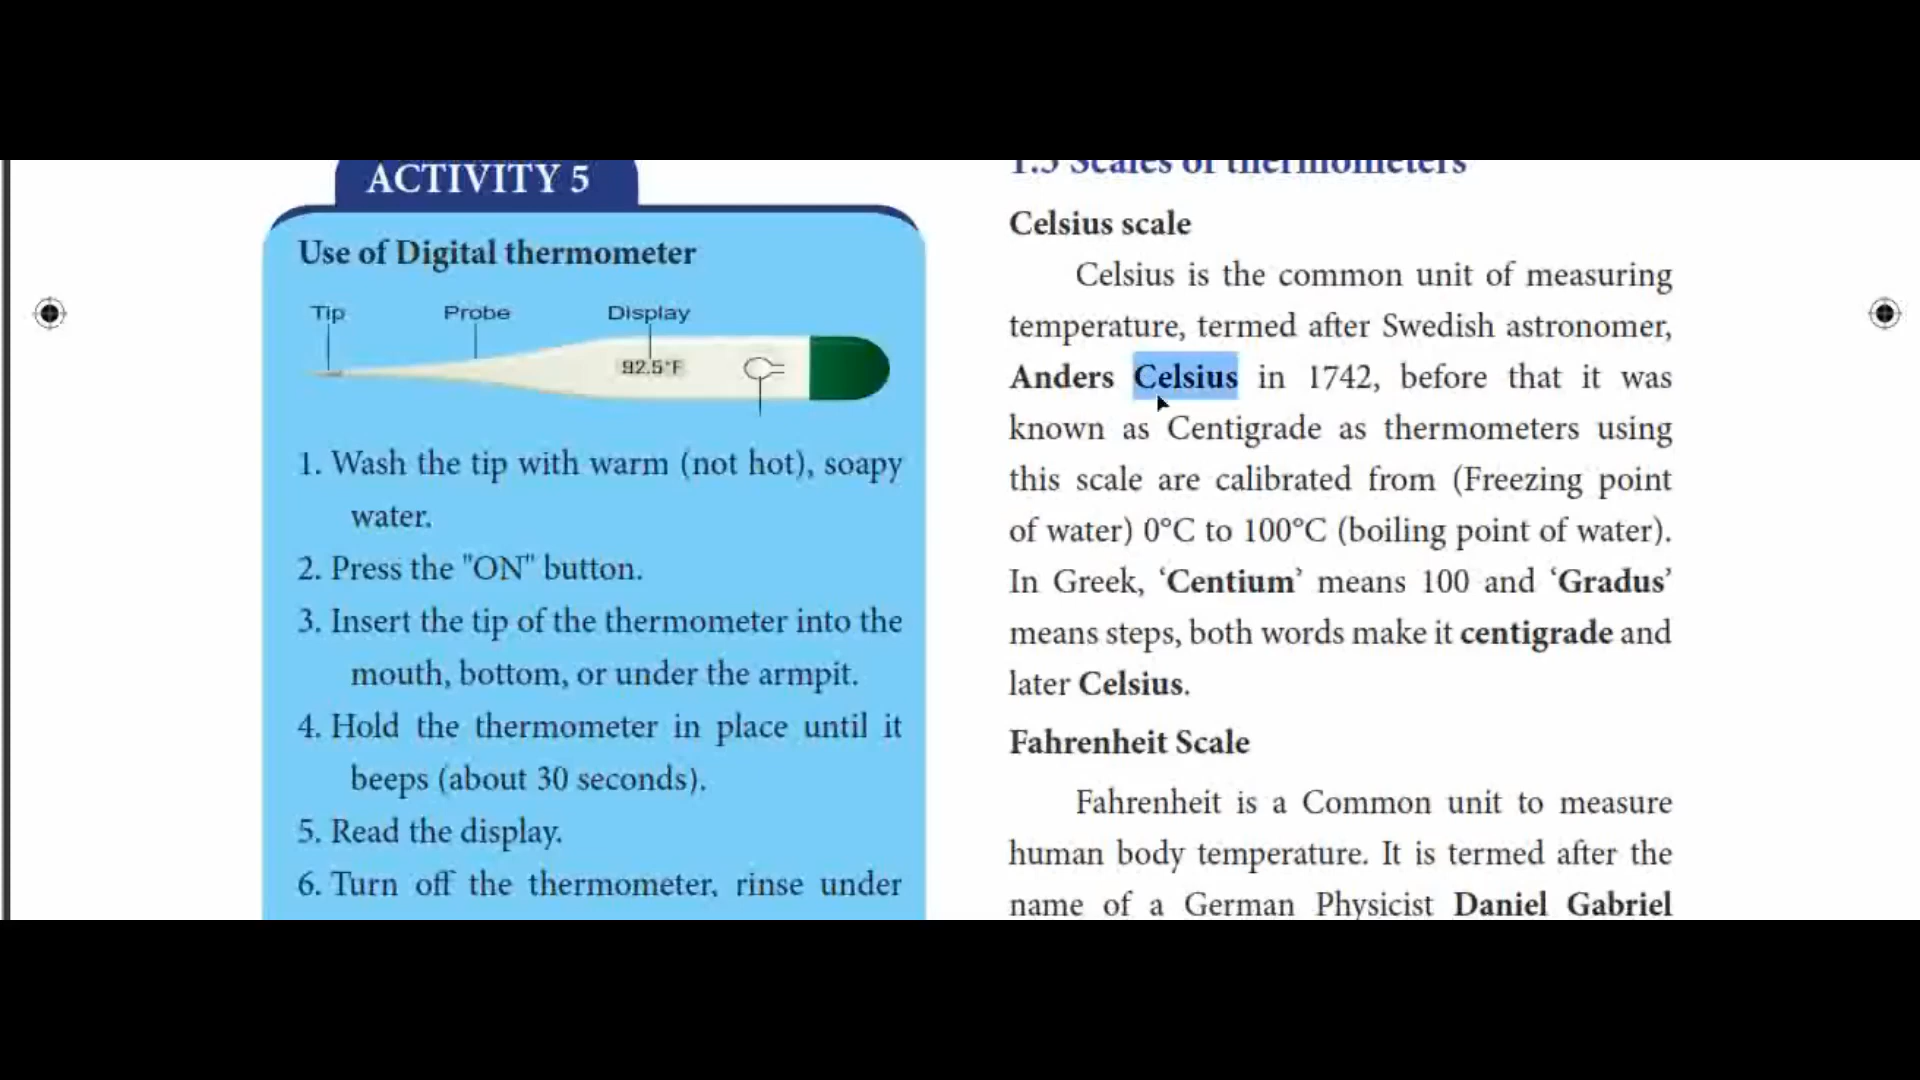 ACTIVITY 5
Use of Digital thermometer
Tip Probe Display
92.5°F
1. Wash the tip with warm (not hot), soapy
water.
2. Press the "ON" button.
3. Insert the tip of the thermometer into the
mouth, bottom, or under the armpit.
4. Hold the thermometer in place until it
beeps (about 30 seconds).
5. Read the display.
6. Turn off the thermometer, rinse under
1.5 Scales of thermometers
Celsius scale
Celsius is the common unit of measuring
temperature, termed after Swedish astronomer,
Anders Celsius in 1742, before that it was
known as Centigrade as thermometers using
this scale are calibrated from (Freezing point
of water) 0°C to 100°C (boiling point of water).
In Greek, ‘Centium’ means 100 and ‘Gradus’
means steps, both words make it centigrade and
later Celsius.
Fahrenheit Scale
Fahrenheit is a Common unit to measure
human body temperature. It is termed after the
name of a German Physicist Daniel Gabriel